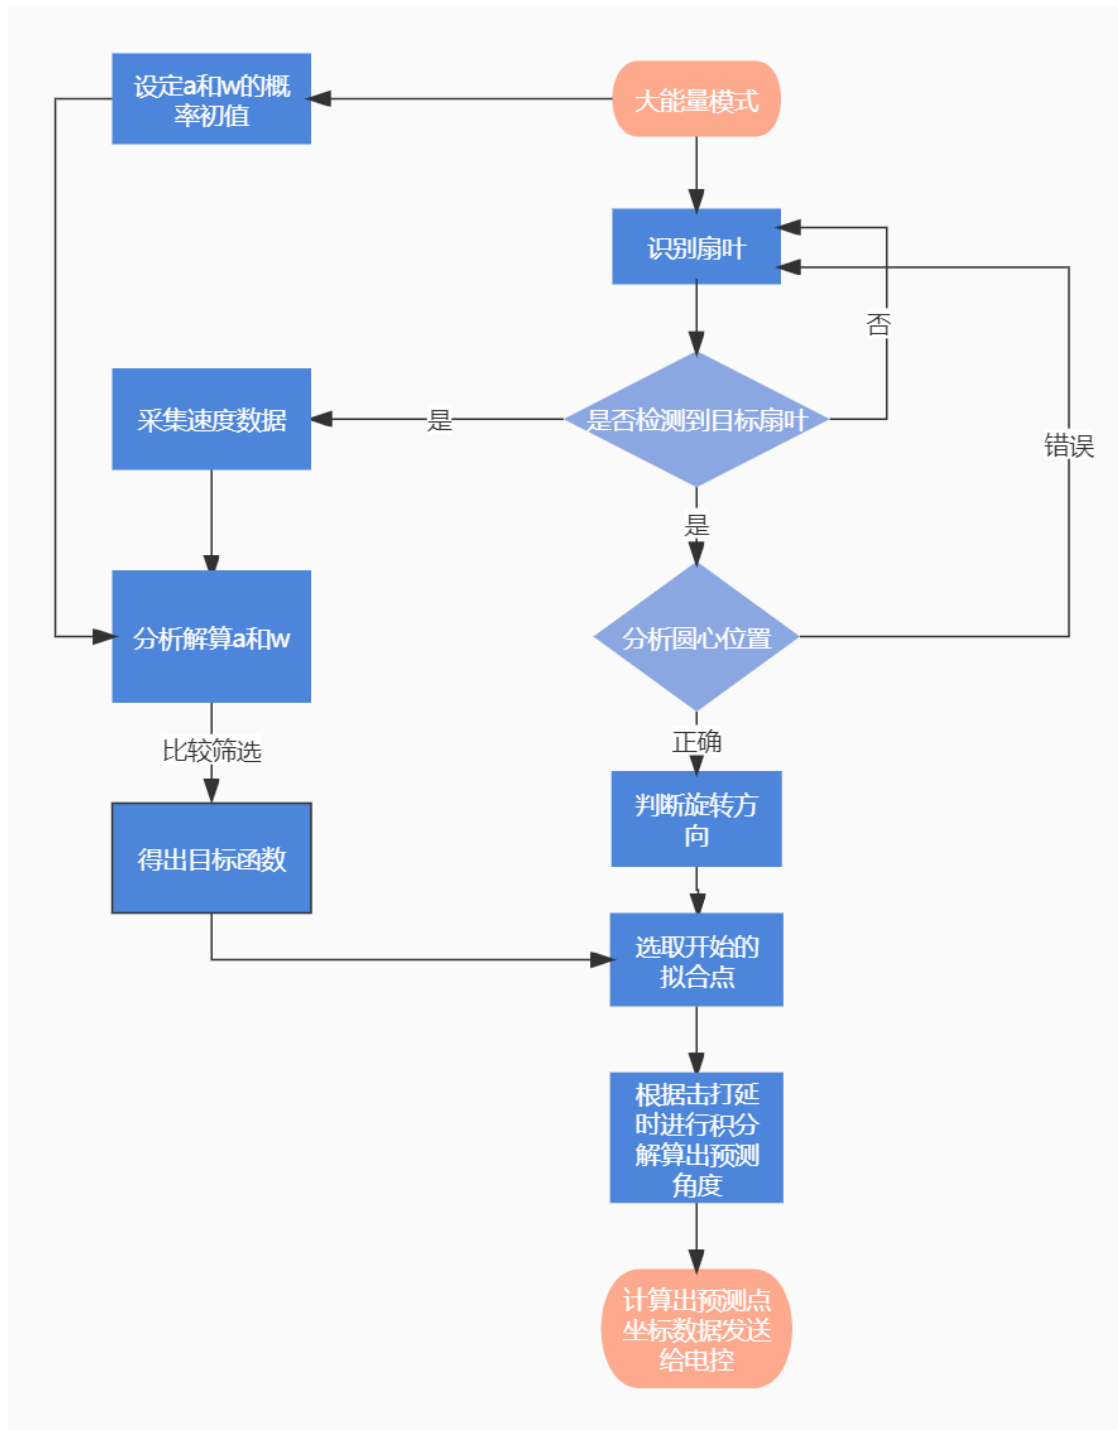 设定a和w的概
率初值
大能量模式
识别扇叶
否
采集速度数据
是
是否检测到目标扇叶
错误
是
分析解算a和w
分析圆心位置
比较筛选
正确
判断旋转方
向
得出目标函数
选取开始的
拟合点
根据击打延
时进行积分
解算出预测
角度
计算出预测点
坐标数据发送
给电控